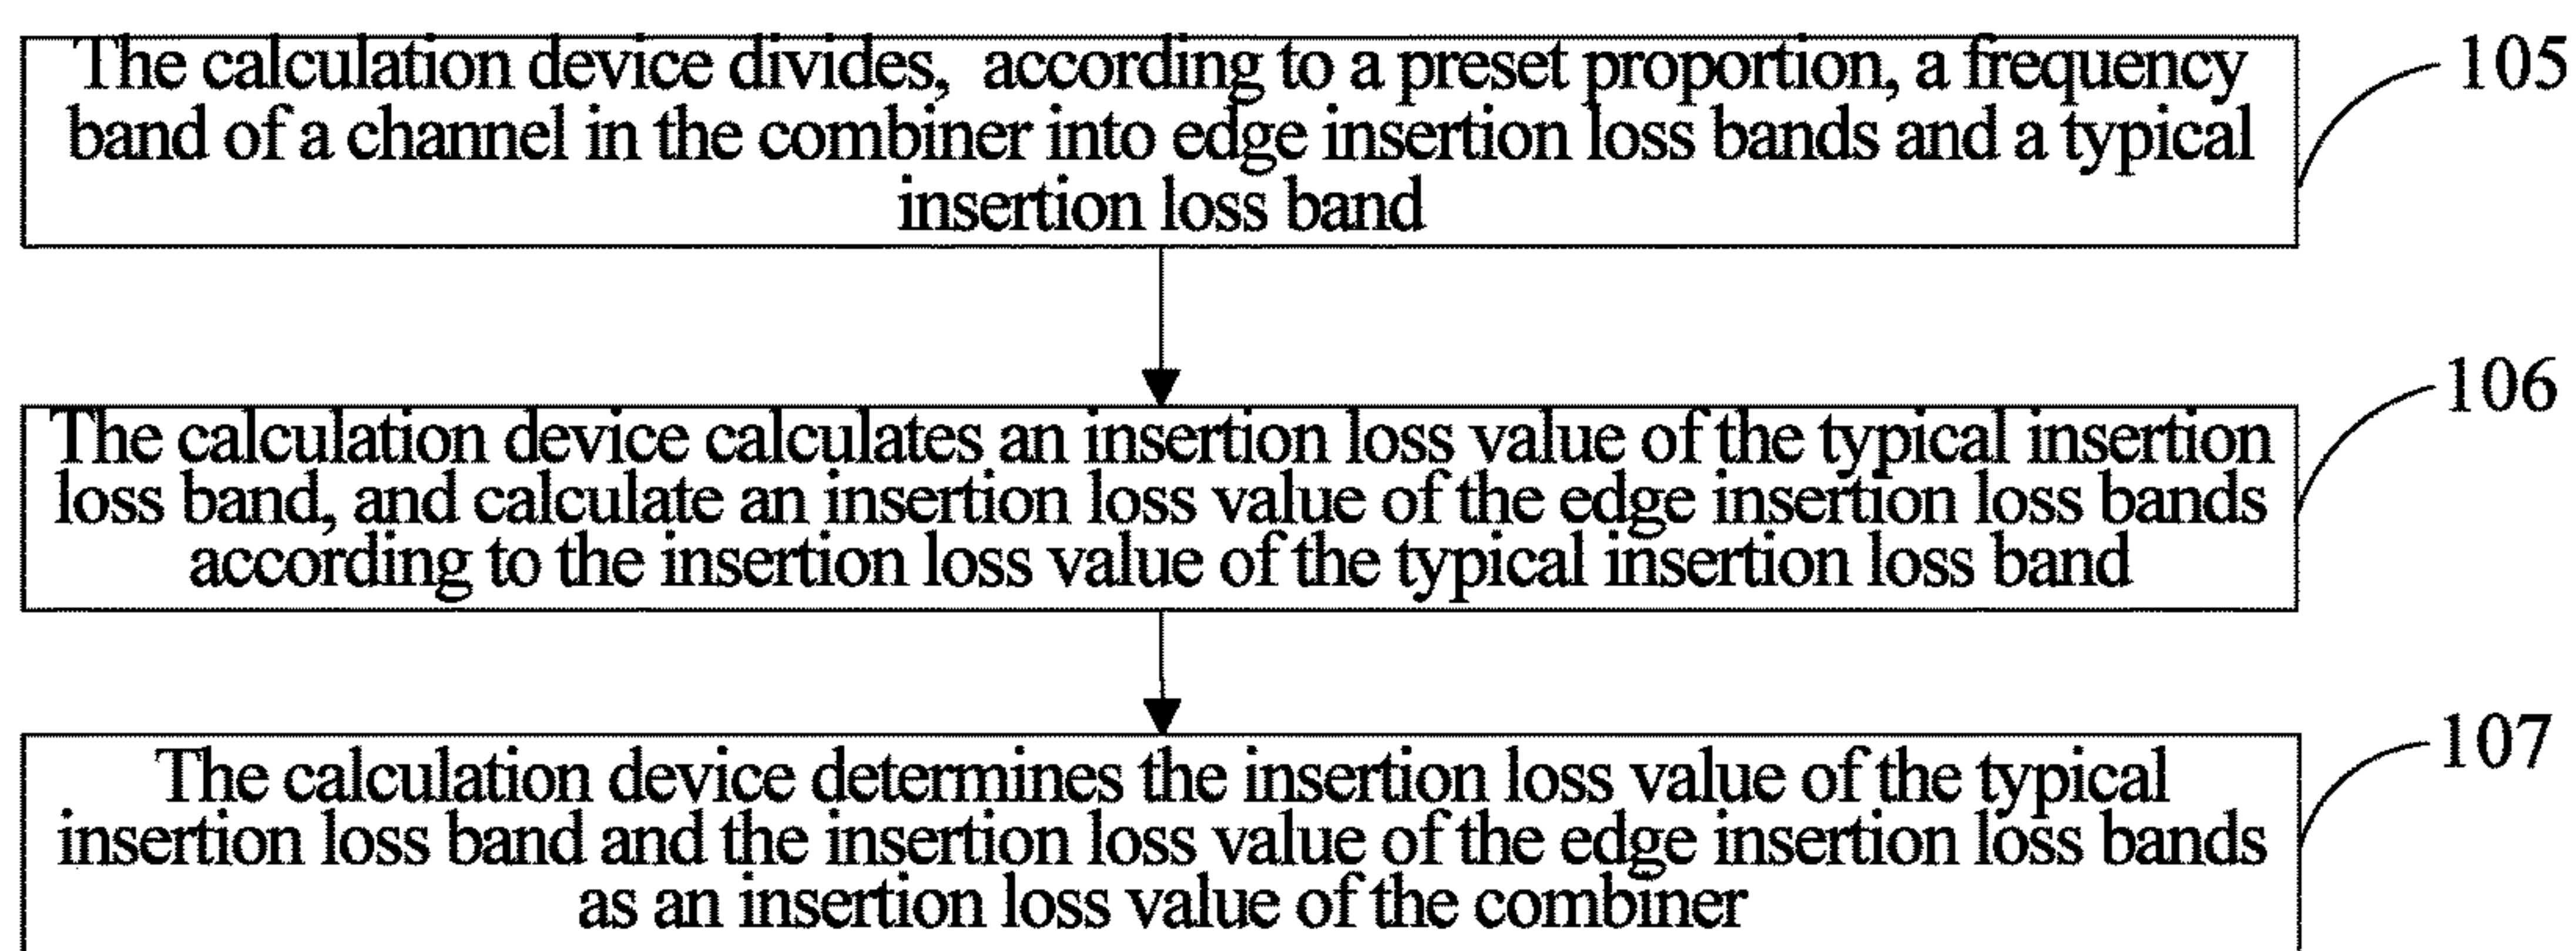 The calculation device divides, according to a preset proportion, a frequency
band of a channel in the combiner into edge insertion loss bands and a typical
insertion loss band
105
The calculation device calculates an insertion loss value of the typical insertion
loss band, and calculate an insertion loss value of the edge insertion loss bands
according to the insertion loss value of the typical insertion loss band
106
The calculation device determines the insertion loss value of the typical
insertion loss band and the insertion loss value of the edge insertion loss bands
as an insertion loss value of the combiner
107